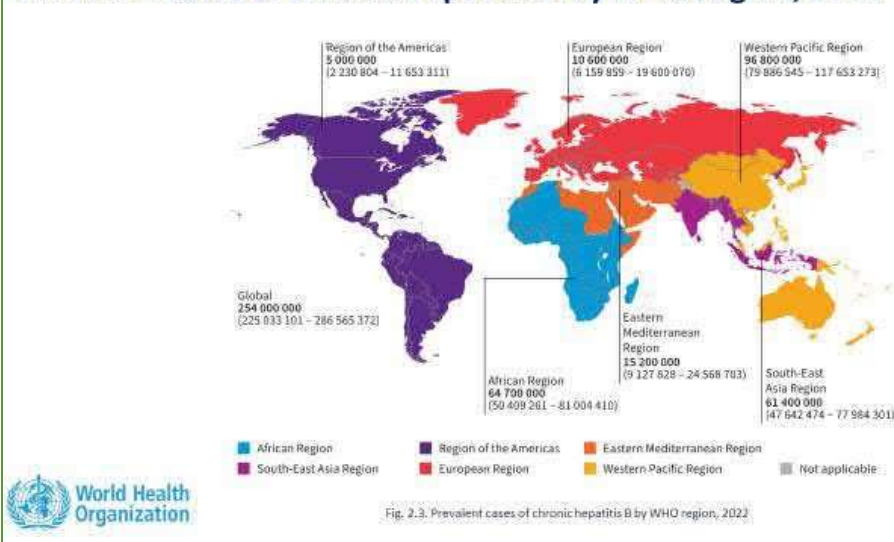 Region of the Americas
5 000 000
(2 230 804 – 11 653 311)
European Region
10 600 000
(6 159 859 – 19 600 070)
Western Pacific Region
96 800 000
(79 886 545 – 117 653 273)
Global
254 000 000
(225 033 101 – 286 565 372)
African Region
64 700 000
(50 409 261 – 81 004 410)
Eastern
Mediterranean
Region
15 200 000
(9 127 828 – 24 568 783)
South-East
Asia Region
61 400 000
(47 642 474 – 77 984 301)
African Region
Region of the Americas
Eastern Mediterranean Region
South-East Asia Region
European Region
Western Pacific Region
Not applicable
World Health
Organization
Fig. 2.3. Prevalent cases of chronic hepatitis B by WHO region, 2022